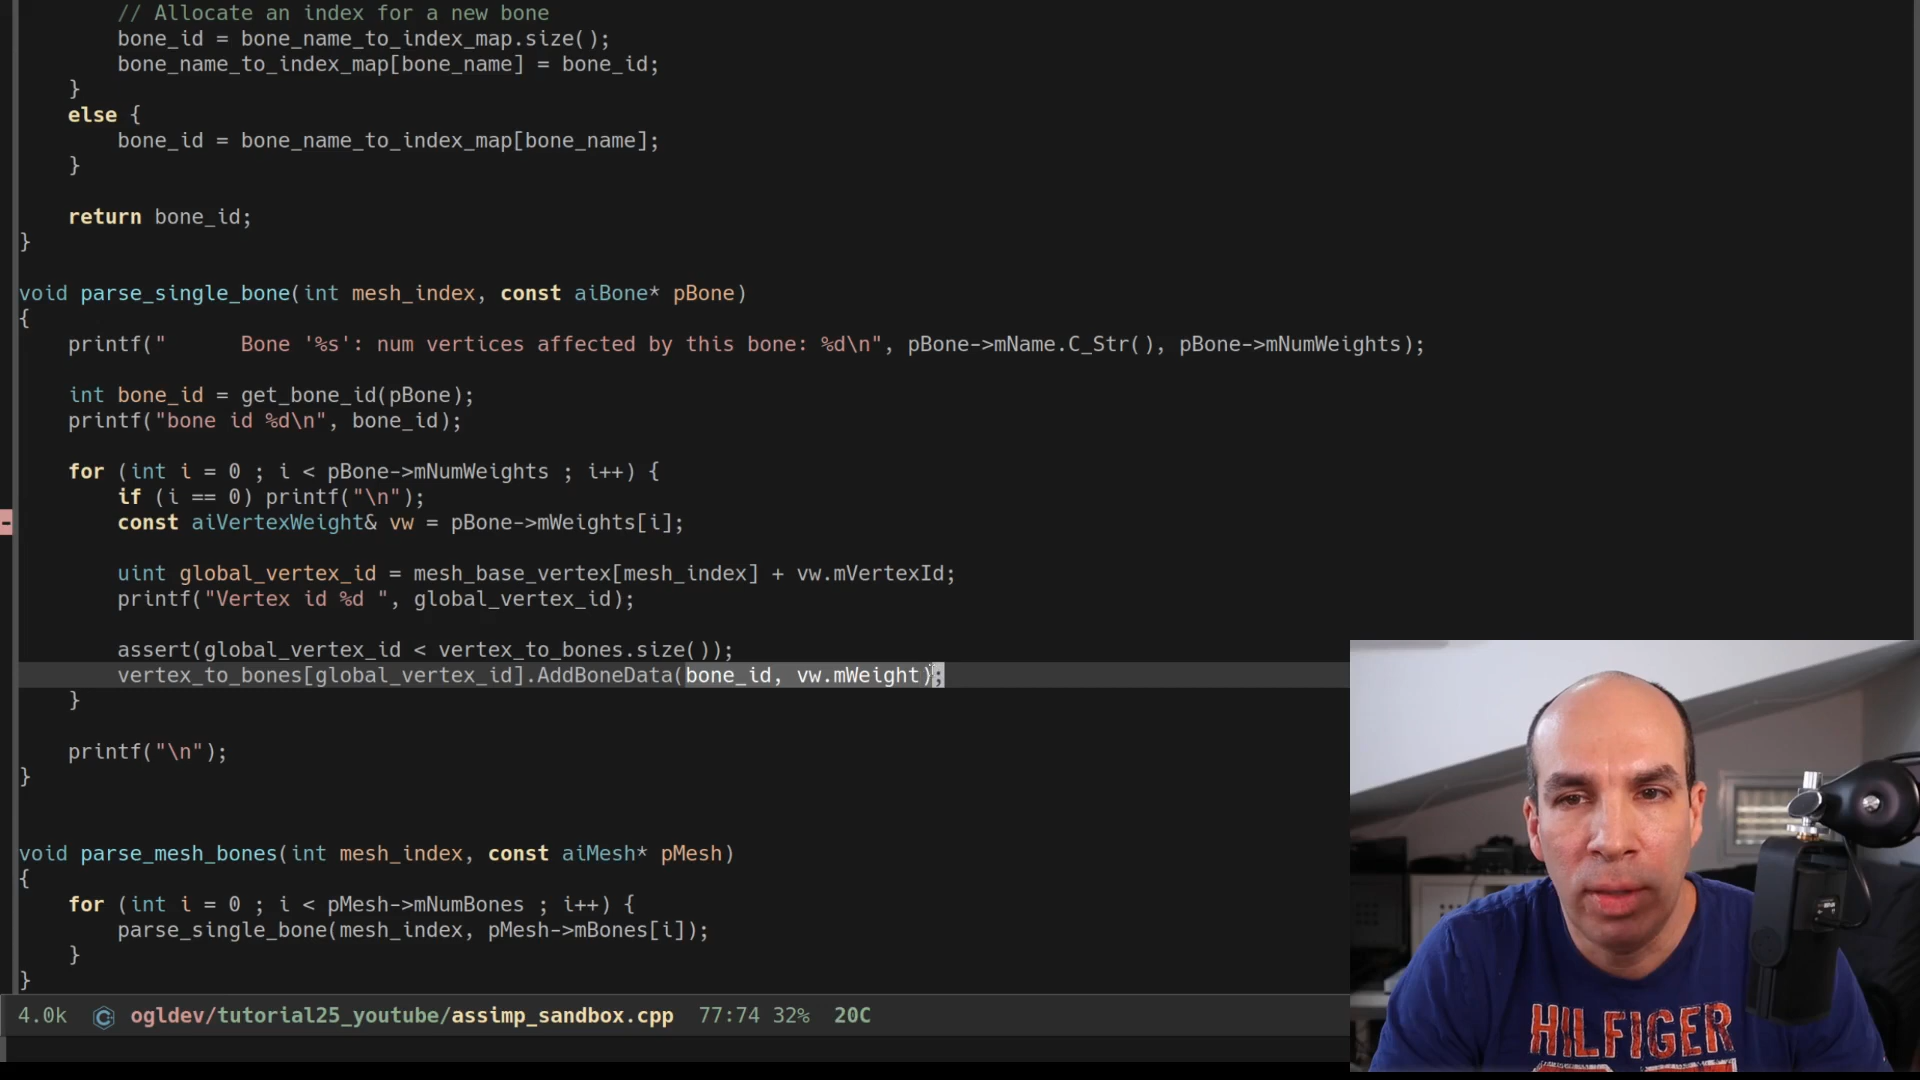 // Allocate an index for a new bone
bone_id = bone_name_to_index_map.size();
bone_name_to_index_map[bone_name] = bone_id;
}
else {
bone_id = bone_name_to_index_map[bone_name];
}
return bone_id;
}
void parse_single_bone(int mesh_index, const aiBone* pBone)
{
printf("      Bone '%s': num vertices affected by this bone: %d\n", pBone->mName.C_Str(), pBone->mNumWeights);
int bone_id = get_bone_id(pBone);
printf("bone id %d\n", bone_id);
for (int i = 0 ; i < pBone->mNumWeights ; i++) {
if (i == 0) printf("\n");
const aiVertexWeight& vw = pBone->mWeights[i];
uint global_vertex_id = mesh_base_vertex[mesh_index] + vw.mVertexId;
printf("Vertex id %d ", global_vertex_id);
assert(global_vertex_id < vertex_to_bones.size());
vertex_to_bones[global_vertex_id].AddBoneData(bone_id, vw.mWeight);
}
printf("\n");
}
void parse_mesh_bones(int mesh_index, const aiMesh* pMesh)
{
for (int i = 0 ; i < pMesh->mNumBones ; i++) {
parse_single_bone(mesh_index, pMesh->mBones[i]);
}
}
4.0k ogldev/tutorial25_youtube/assimp_sandbox.cpp 77:74 32% 20C
HILFIGER